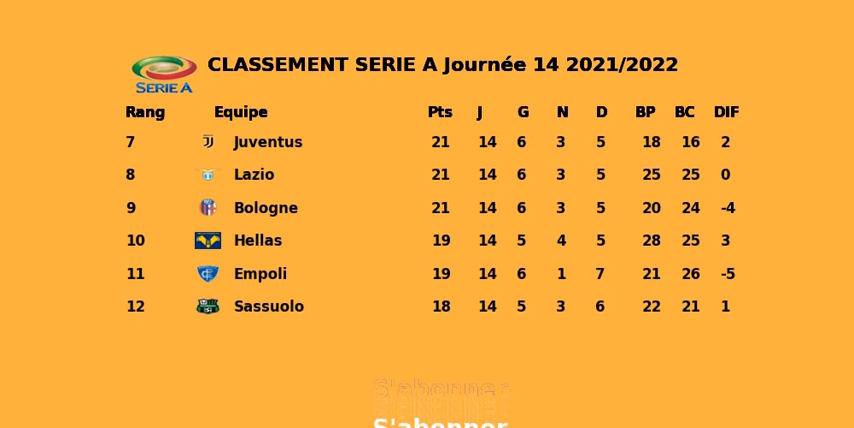 SERIE A
CLASSEMENT SERIE A Journée 14 2021/2022
Rang Equipe Pts J G N D BP BC DIF
7 Juventus 21 14 6 3 5 18 16 2
8 Lazio 21 14 6 3 5 25 25 0
9 Bologne 21 14 6 3 5 20 24 -4
10 Hellas 19 14 5 4 5 28 25 3
11 Empoli 19 14 6 1 7 21 26 -5
12 Sassuolo 18 14 5 3 6 22 21 1
S'abonner
S'abonner